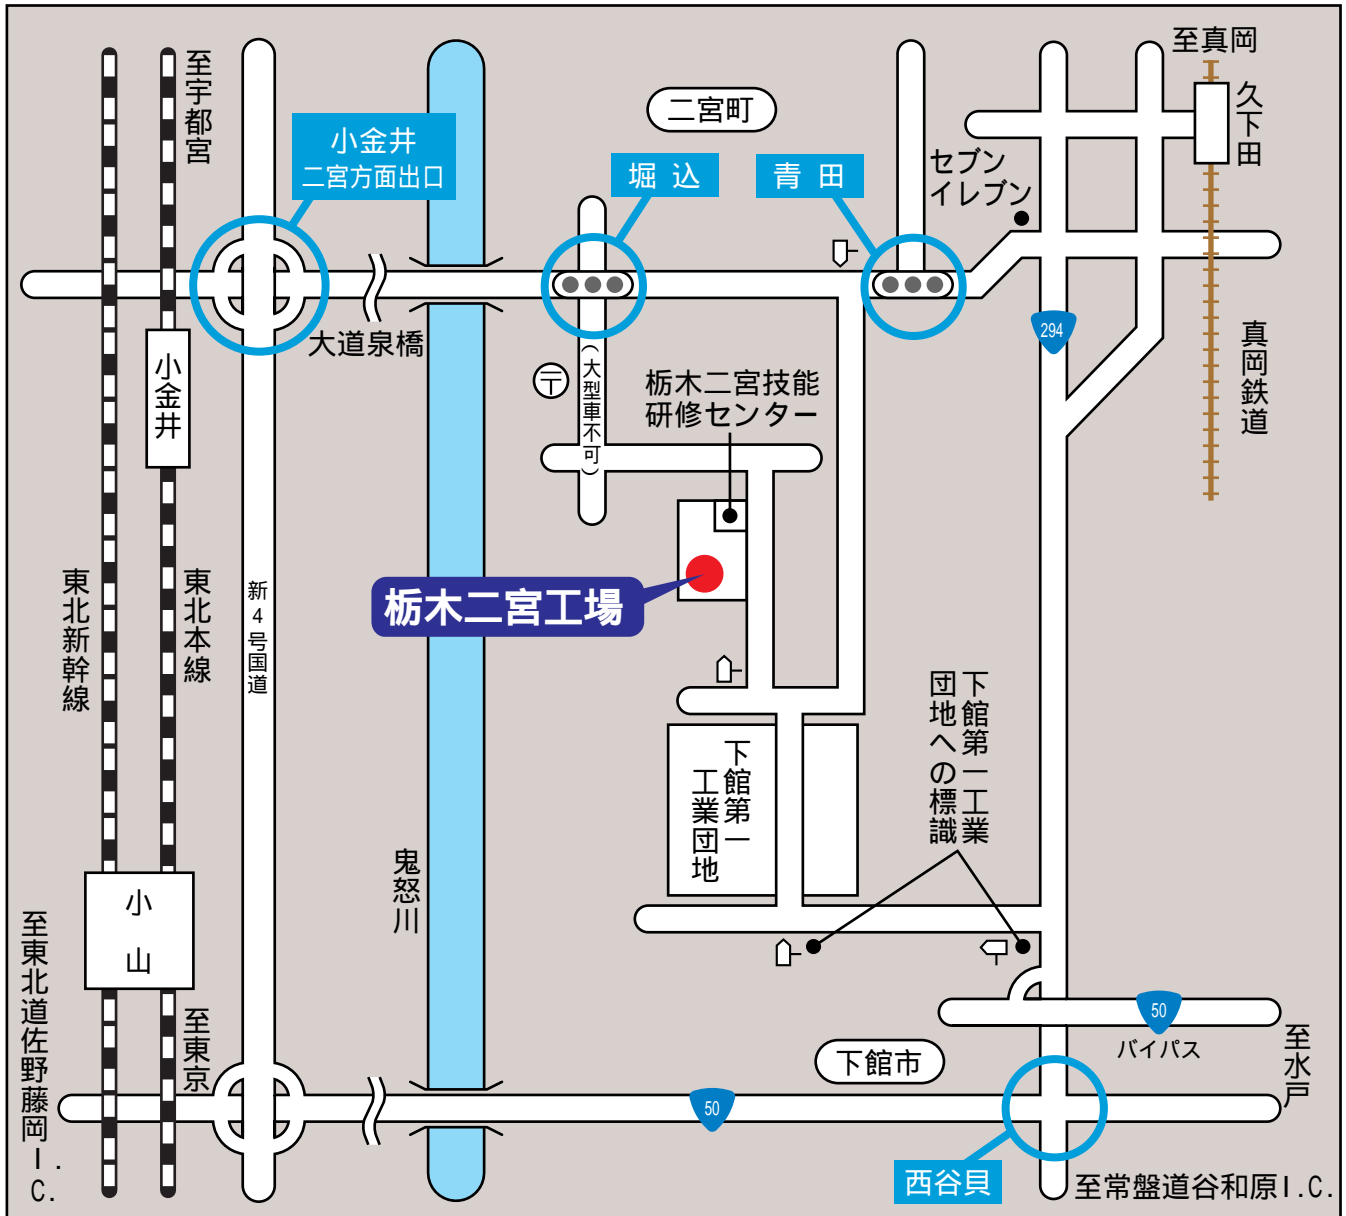 至真岡
至宇都宮
久下田
二宮町
小金井
二宮方面出口
堀込
青田
セブン
イレブン
大道泉橋
294
真岡鉄道
小金井
〒
(大型車不可)
栃木二宮技能
研修センター
東北新幹線
東北本線
新4号国道
栃木二宮工場
下館第一工業
団地への標識
下館第一
工業団地
鬼怒川
小山
至東北道佐野藤岡I.C.
至東京
50
バイパス
至水戸
下館市
50
西谷貝
至常盤道谷和原I.C.